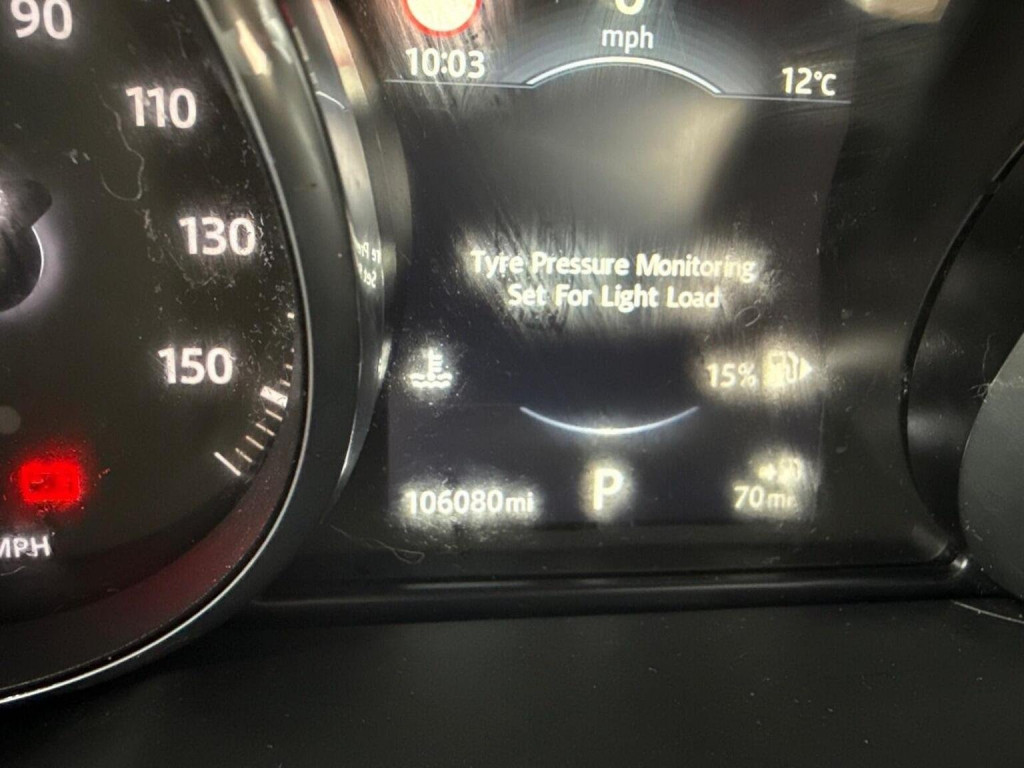 90
110
130
150
MPH
0
mph
10:03
12°C
Tyre Pressure Monitoring
Set For Light Load
15%
106080mi
P
70mi